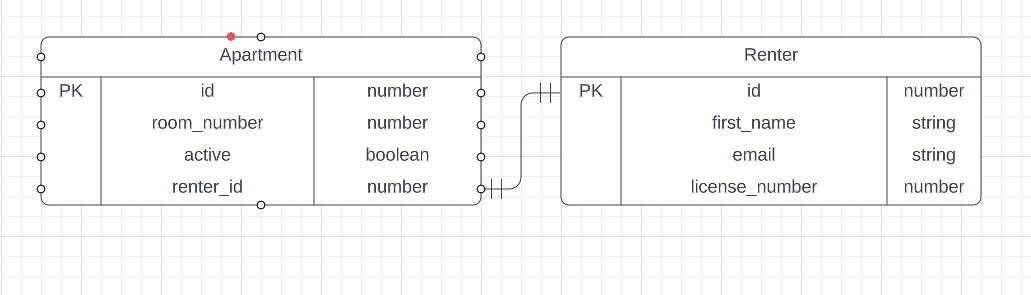 Apartment
PK id number
room_number number
active boolean
renter_id number
Renter
PK id number
first_name string
email string
license_number number